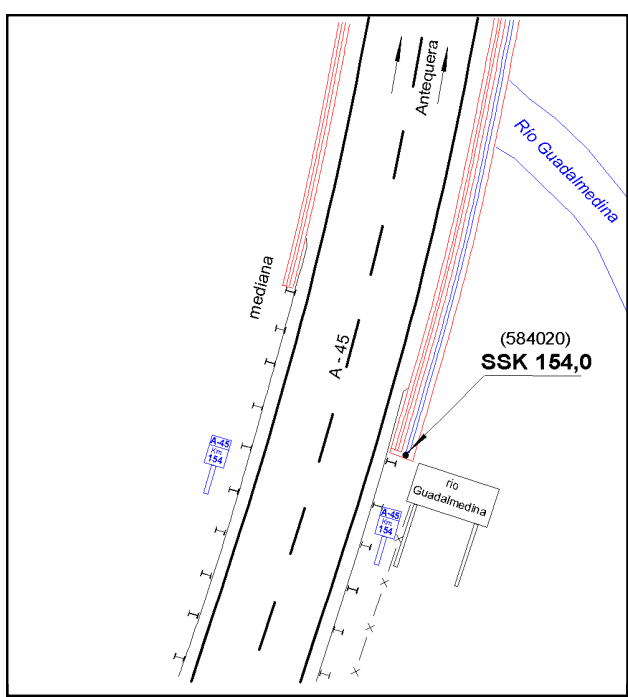 Antequera
Río Guadalmedina
mediana
A - 45
(584020)
SSK 154,0
A-45
Km
154
río
Guadalmedina
A-45
Km
154